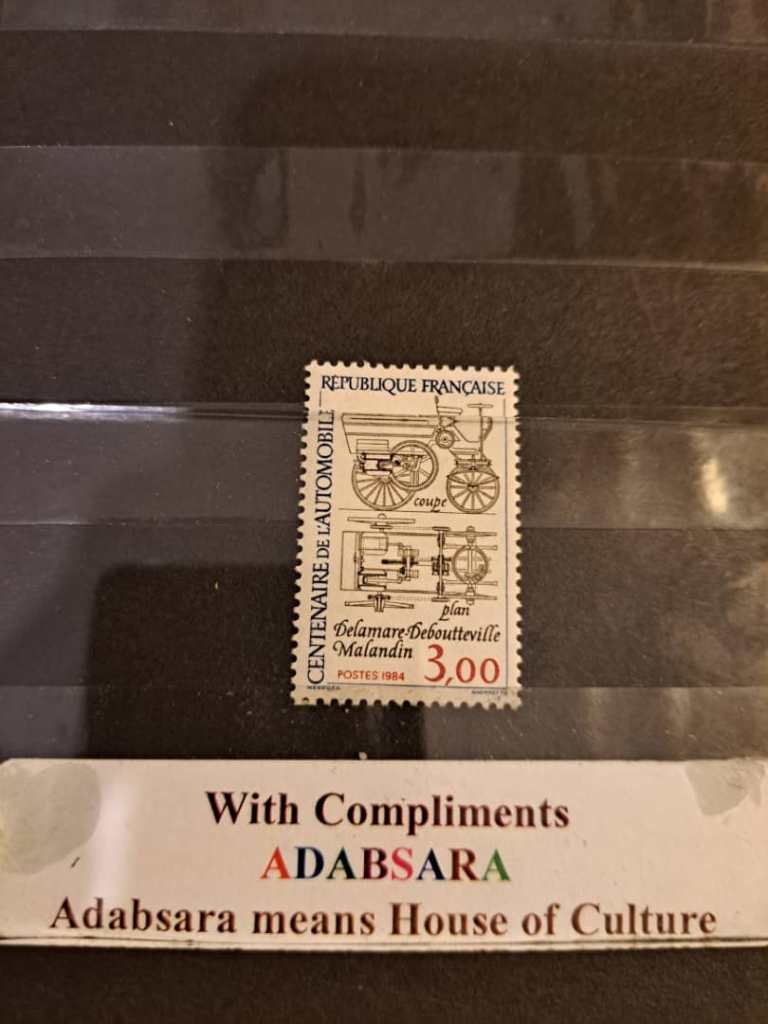 RÉPUBLIQUE FRANÇAISE
CENTENAIRE DE L'AUTOMOBILE
coupe
plan
Delamare-Deboutteville
Malandin
3,00
POSTES 1984
With Compliments
ADABSARA
Adabsara means House of Culture